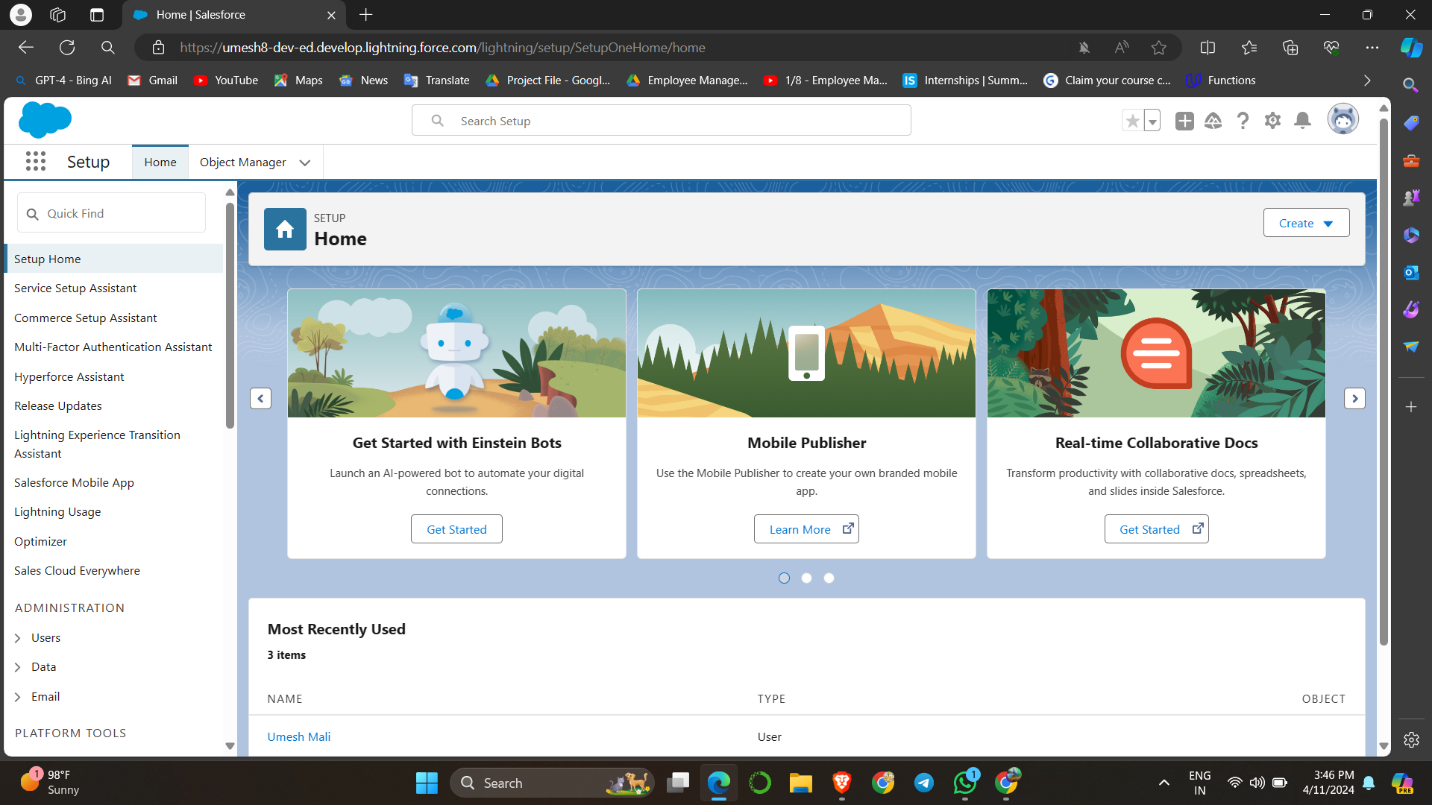 Home | Salesforce
https://umesh8-dev-ed.develop.lightning.force.com/lightning/setup/SetupOneHome/home
GPT-4 - Bing AI
Gmail
YouTube
Maps
News
Translate
Project File - Googl...
Employee Manage...
1/8 - Employee Ma...
Internships | Summ...
Claim your course c...
Functions
Search Setup
Setup
Home
Object Manager
Quick Find
Setup Home
Service Setup Assistant
Commerce Setup Assistant
Multi-Factor Authentication Assistant
Hyperforce Assistant
Release Updates
Lightning Experience Transition
Assistant
Salesforce Mobile App
Lightning Usage
Optimizer
Sales Cloud Everywhere
ADMINISTRATION
Users
Data
Email
PLATFORM TOOLS
SETUP
Home
Create
Get Started with Einstein Bots
Launch an AI-powered bot to automate your digital
connections.
Get Started
Mobile Publisher
Use the Mobile Publisher to create your own branded mobile
app.
Learn More
Real-time Collaborative Docs
Transform productivity with collaborative docs, spreadsheets,
and slides inside Salesforce.
Get Started
Most Recently Used
3 items
NAME TYPE OBJECT
Umesh Mali User
1
98°F
Sunny
Search
1
ENG
IN
3:46 PM
4/11/2024
PRE